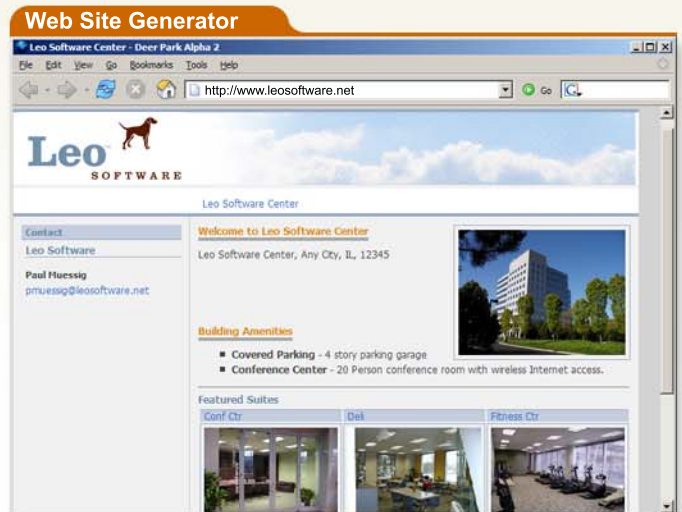 Web Site Generator
Leo Software Center - Deer Park Alpha 2
File Edit View Go Bookmarks Tools Help
http://www.leosoftware.net Go G
Leo
SOFTWARE
Leo Software Center
Contact
Leo Software
Paul Muessig
pmuessig@leosoftware.net
Welcome to Leo Software Center
Leo Software Center, Any City, IL, 12345
Building Amenities
Covered Parking - 4 story parking garage
Conference Center - 20 Person conference room with wireless Internet access.
Featured Suites
Conf Ctr Deli Fitness Ctr